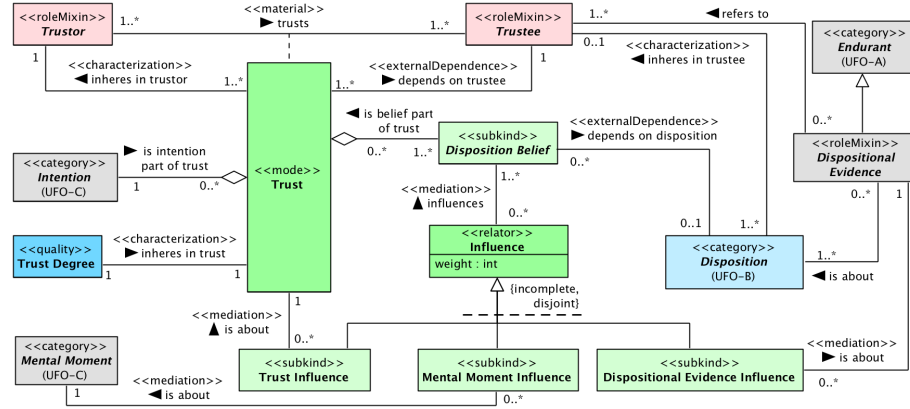 <<material>>
trusts
<<roleMixin>>
Trustor
1..*
1..*
<<roleMixin>>
Trustee
1..*
refers to
0..1
<<category>>
Endurant
(UFO-A)
1
<<characterization>>
inheres in trustor
1..*
1..*
<<externalDependence>>
depends on trustee
1
<<characterization>>
inheres in trustee
is belief part
of trust
0..*
1..*
<<subkind>>
Disposition Belief
<<externalDependence>>
depends on disposition
0..*
0..*
<<roleMixin>>
Dispositional
Evidence
<<category>>
Intention
(UFO-C)
is intention
part of trust
1
0..*
<<mode>>
Trust
1..*
<<mediation>>
influences
0..*
0..*
1
<<quality>>
Trust Degree
<<characterization>>
inheres in trust
1
1
<<relator>>
Influence
weight : int
0..1
1..*
<<category>>
Disposition
(UFO-B)
1..*
is about
{incomplete,
disjoint}
1
<<mediation>>
is about
0..*
<<category>>
Mental Moment
(UFO-C)
1
<<mediation>>
is about
<<subkind>>
Trust Influence
<<subkind>>
Mental Moment Influence
0..*
<<subkind>>
Dispositional Evidence Influence
<<mediation>>
is about
0..*